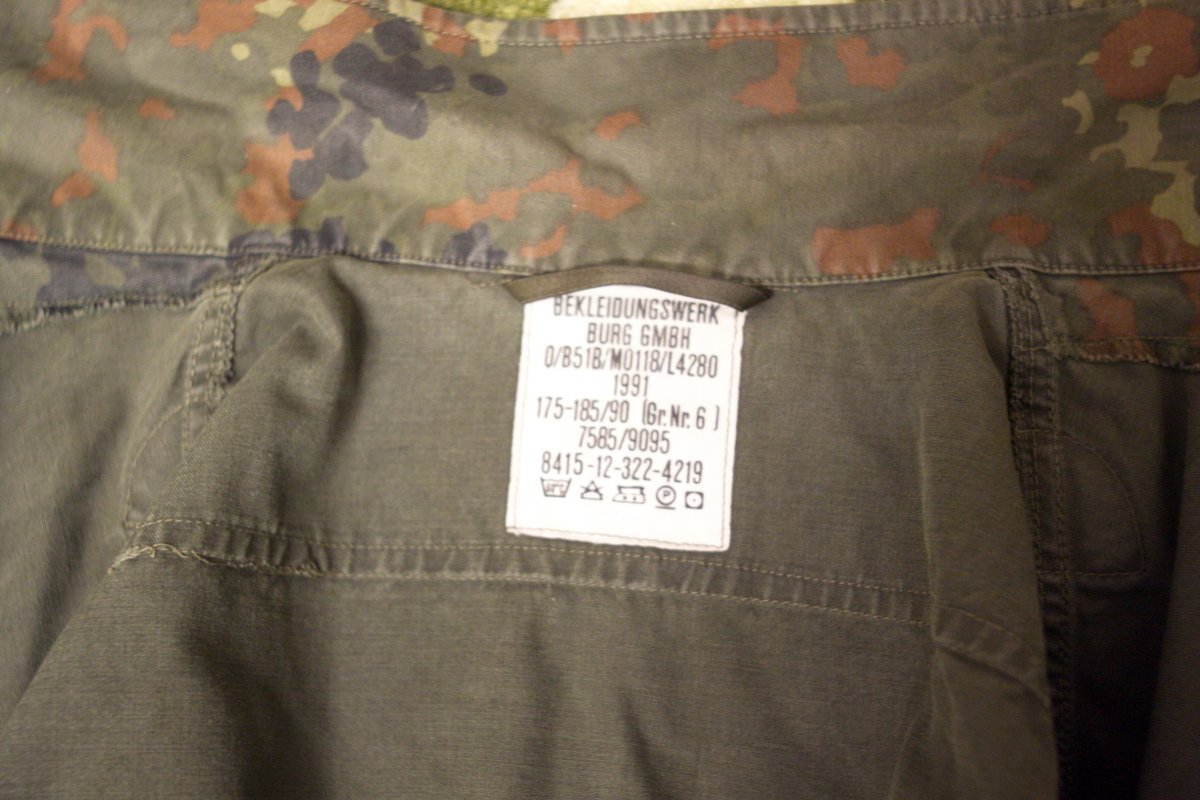 BEKLEIDUNGSWERK
BURG GMBH
0/B51B/M0118/L4280
1991
175-185/90 (Gr.Nr. 6 )
7585/9095
8415-12-322-4219
P